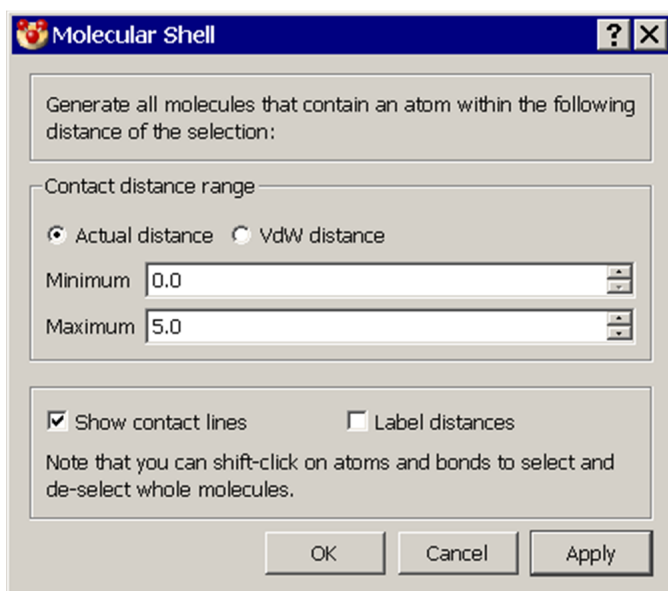 Molecular Shell
Generate all molecules that contain an atom within the following
distance of the selection:
Contact distance range
Actual distance VdW distance
Minimum 0.0
Maximum 5.0
Show contact lines Label distances
Note that you can shift-click on atoms and bonds to select and
de-select whole molecules.
OK Cancel Apply